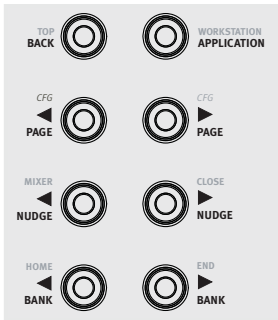 TOP
BACK
WORKSTATION
APPLICATION
CFG
PAGE
CFG
PAGE
MIXER
NUDGE
CLOSE
NUDGE
HOME
BANK
END
BANK